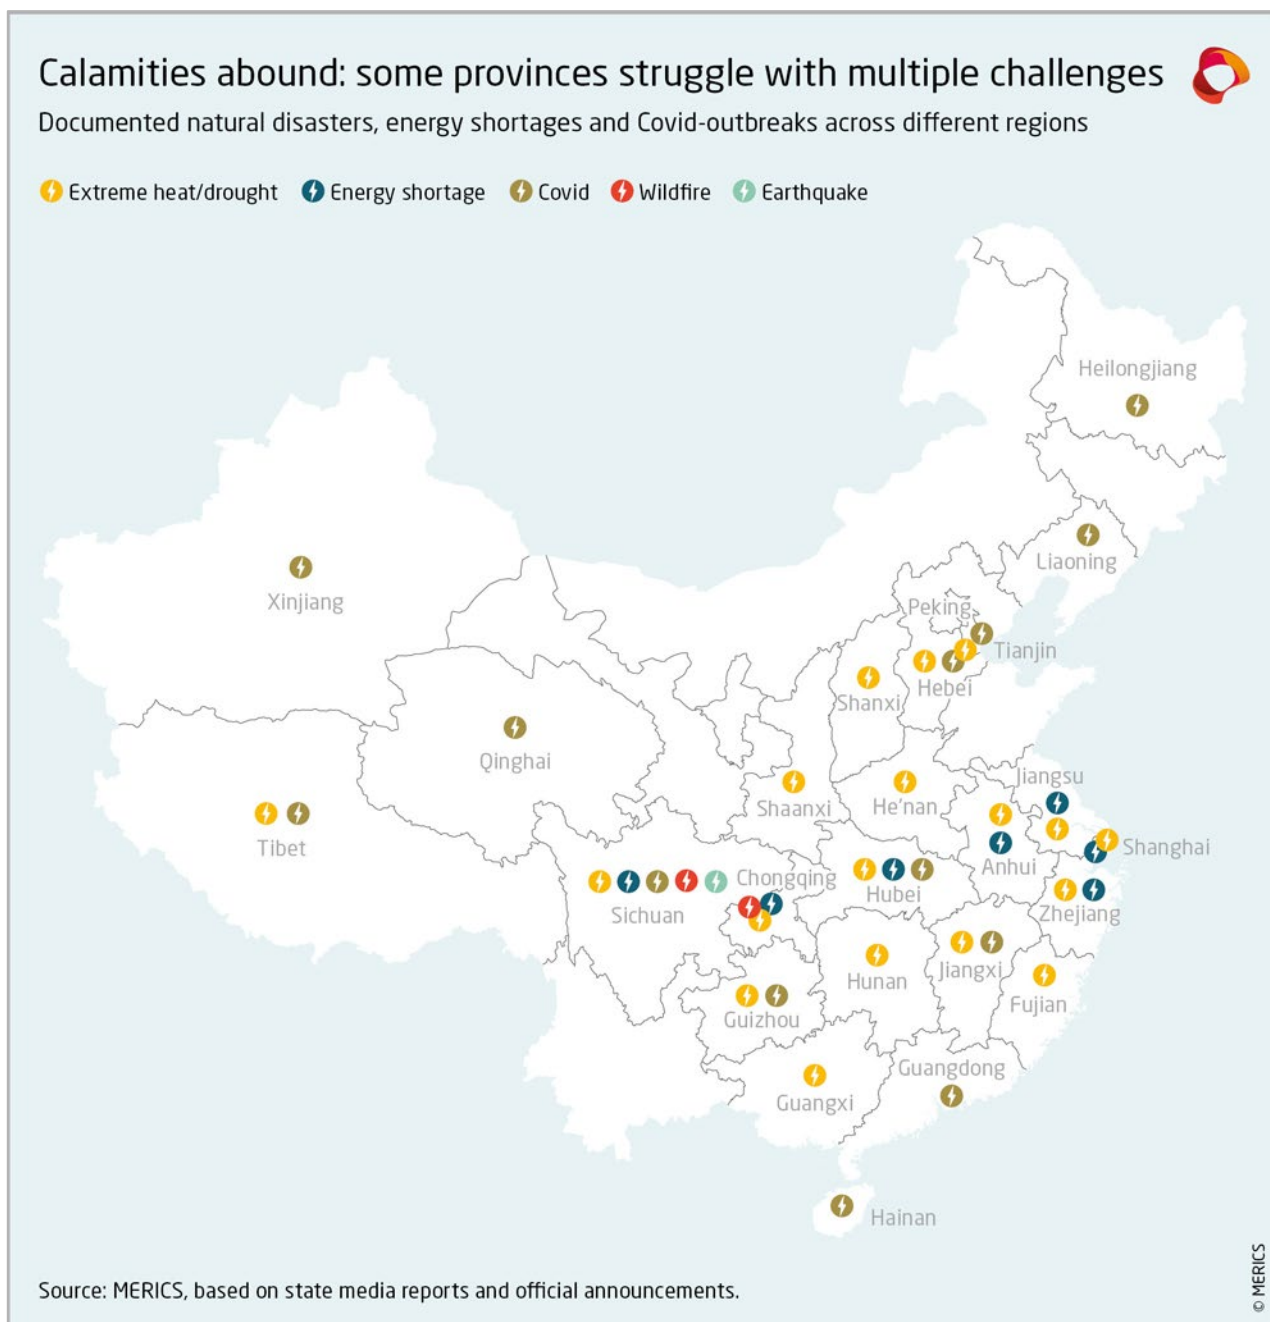 Calamities abound: some provinces struggle with multiple challenges
Documented natural disasters, energy shortages and Covid-outbreaks across different regions
Extreme heat/drought Energy shortage Covid Wildfire Earthquake
Heilongjiang
Liaoning
Xinjiang
Peking
Tianjin
Hebei
Shanxi
Qinghai
Jiangsu
Shaanxi
He'nan
Tibet
Shanghai
Anhui
Chongqing
Hubei
Sichuan
Zhejiang
Jiangxi
Hunan
Fujian
Guizhou
Guangdong
Guangxi
Hainan
Source: MERICS, based on state media reports and official announcements.
© MERICS